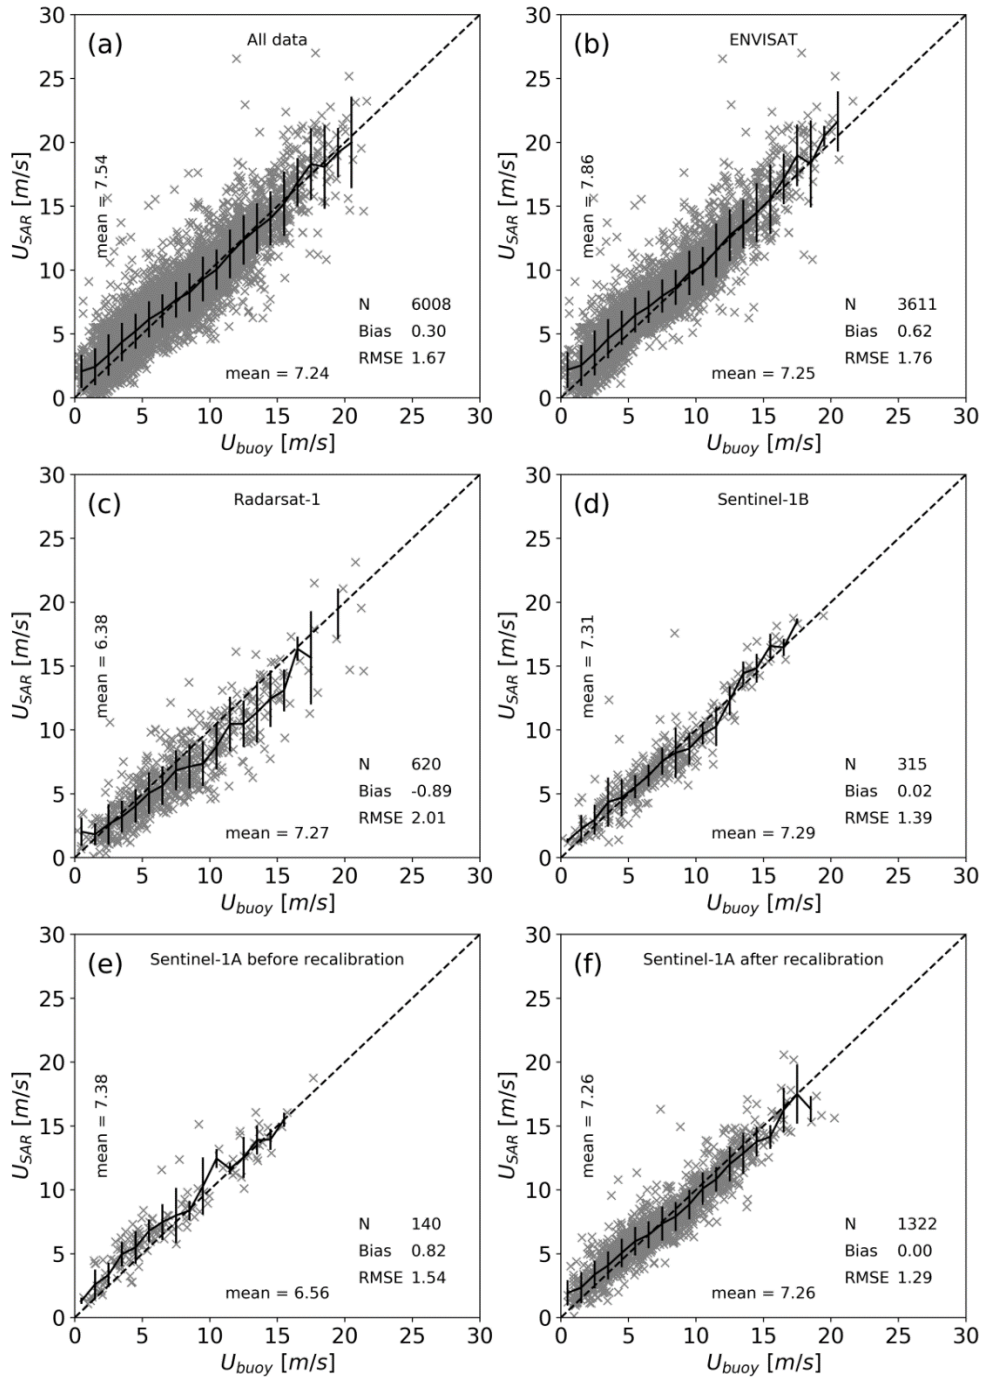 (a) All data
mean = 7.54
U_SAR [m/s]
30
25
20
15
10
5
0
N 6008
Bias 0.30
RMSE 1.67
mean = 7.24
0 5 10 15 20 25 30
U_buoy [m/s]
(b) ENVISAT
mean = 7.86
U_SAR [m/s]
30
25
20
15
10
5
0
N 3611
Bias 0.62
RMSE 1.76
mean = 7.25
0 5 10 15 20 25 30
U_buoy [m/s]
(c) Radarsat-1
mean = 6.38
U_SAR [m/s]
30
25
20
15
10
5
0
N 620
Bias -0.89
RMSE 2.01
mean = 7.27
0 5 10 15 20 25 30
U_buoy [m/s]
(d) Sentinel-1B
mean = 7.31
U_SAR [m/s]
30
25
20
15
10
5
0
N 315
Bias 0.02
RMSE 1.39
mean = 7.29
0 5 10 15 20 25 30
U_buoy [m/s]
(e) Sentinel-1A before recalibration
mean = 7.38
U_SAR [m/s]
30
25
20
15
10
5
0
N 140
Bias 0.82
RMSE 1.54
mean = 6.56
0 5 10 15 20 25 30
U_buoy [m/s]
(f) Sentinel-1A after recalibration
mean = 7.26
U_SAR [m/s]
30
25
20
15
10
5
0
N 1322
Bias 0.00
RMSE 1.29
mean = 7.26
0 5 10 15 20 25 30
U_buoy [m/s]